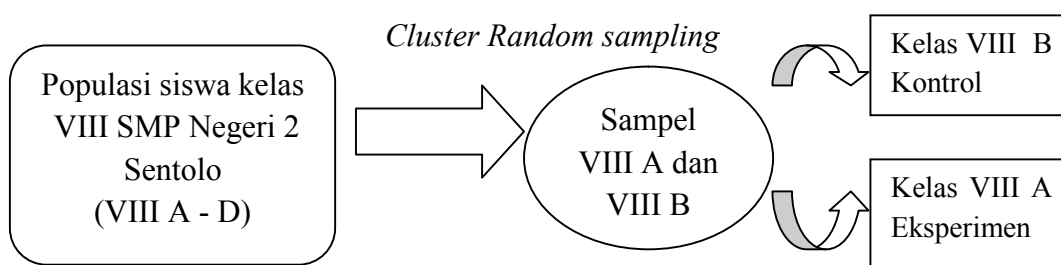 Populasi siswa kelas
VIII SMP Negeri 2
Sentolo
(VIII A - D)
Cluster Random sampling
Sampel
VIII A dan
VIII B
Kelas VIII B
Kontrol
Kelas VIII A
Eksperimen